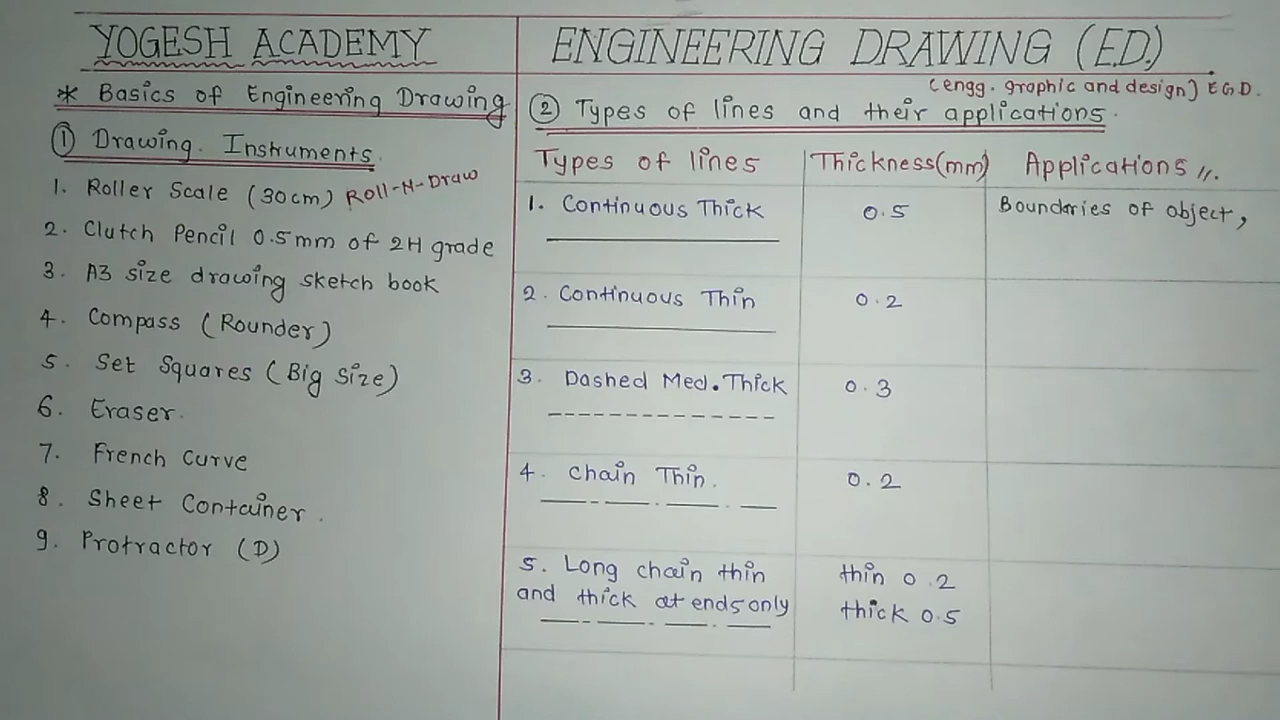 YOGESH ACADEMY
* Basics of Engineering Drawing
① Drawing Instruments.
1. Roller Scale (30cm) Roll-N-Draw
2. Clutch Pencil 0.5mm of 2H grade
3. A3 size drawing sketch book
4. Compass (Rounder)
5. Set Squares (Big Size)
6. Eraser.
7. French Curve
8. Sheet Container.
9. Protractor (D)
ENGINEERING DRAWING (E.D.)
(engg. graphic and design) EGD.
② Types of lines and their applications.
Types of lines Thickness(mm) Applications
1. Continuous Thick 0.5 Boundaries of object,
2. Continuous Thin 0.2
3. Dashed Med. Thick 0.3
4. Chain Thin. 0.2
5. Long chain thin thin 0.2
and thick at ends only thick 0.5